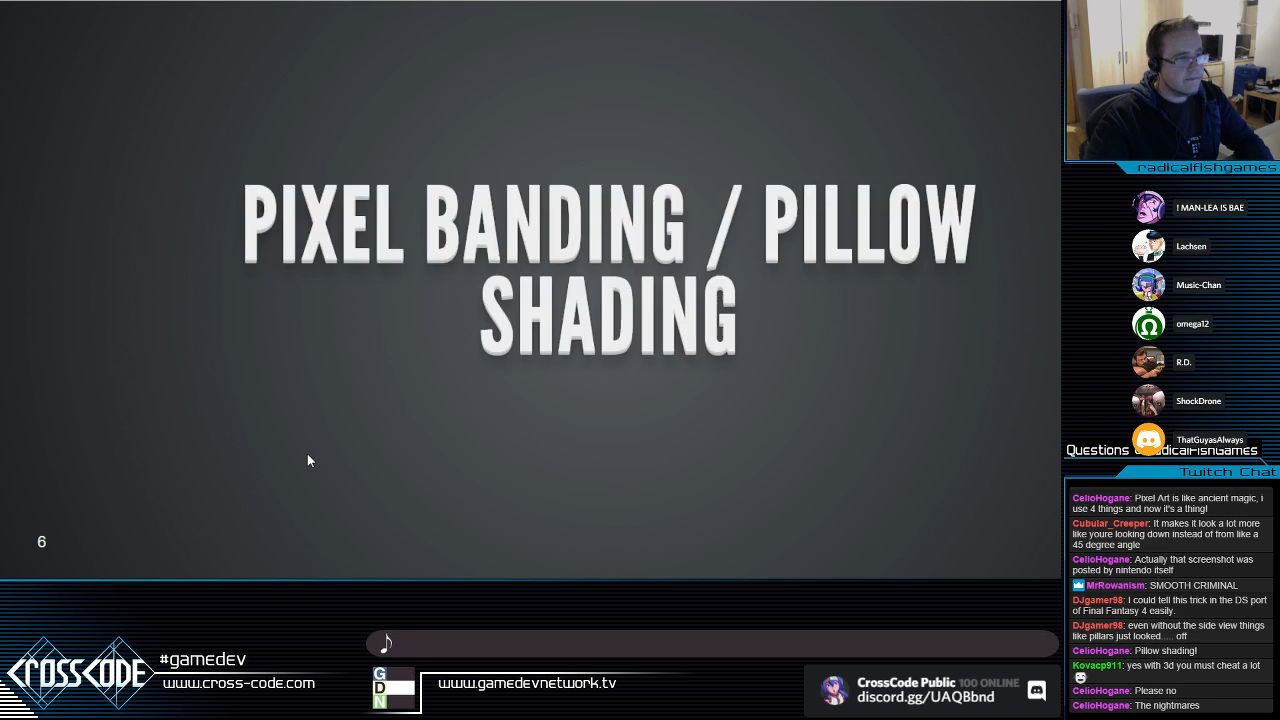 PIXEL BANDING / PILLOW
SHADING
6
radicalfishgames
! MAN-LEA IS BAE
Lachsen
Music-Chan
omega12
R.D.
ShockDrone
ThatGuyasAlways
Questions
Twitch Chat
CelioHogane: Pixel Art is like ancient magic, i
use 4 things and now it's a thing!
Cubular_Creeper: It makes it look a lot more
like youre looking down instead of from like a
45 degree angle
CelioHogane: Actually that screenshot was
posted by nintendo itself
MrRowanism: SMOOTH CRIMINAL
DJgamer98: I could tell this trick in the DS port
of Final Fantasy 4 easily.
DJgamer98: even without the side view things
like pillars just looked..... off
CelioHogane: Pillow shading!
Kovacp911: yes with 3d you must cheat a lot
CelioHogane: Please no
CelioHogane: The nightmares
CROSSCODE
#gamedev
www.cross-code.com
G
D
N
www.gamedevnetwork.tv
CrossCode Public 100 ONLINE
discord.gg/UAQBbnd